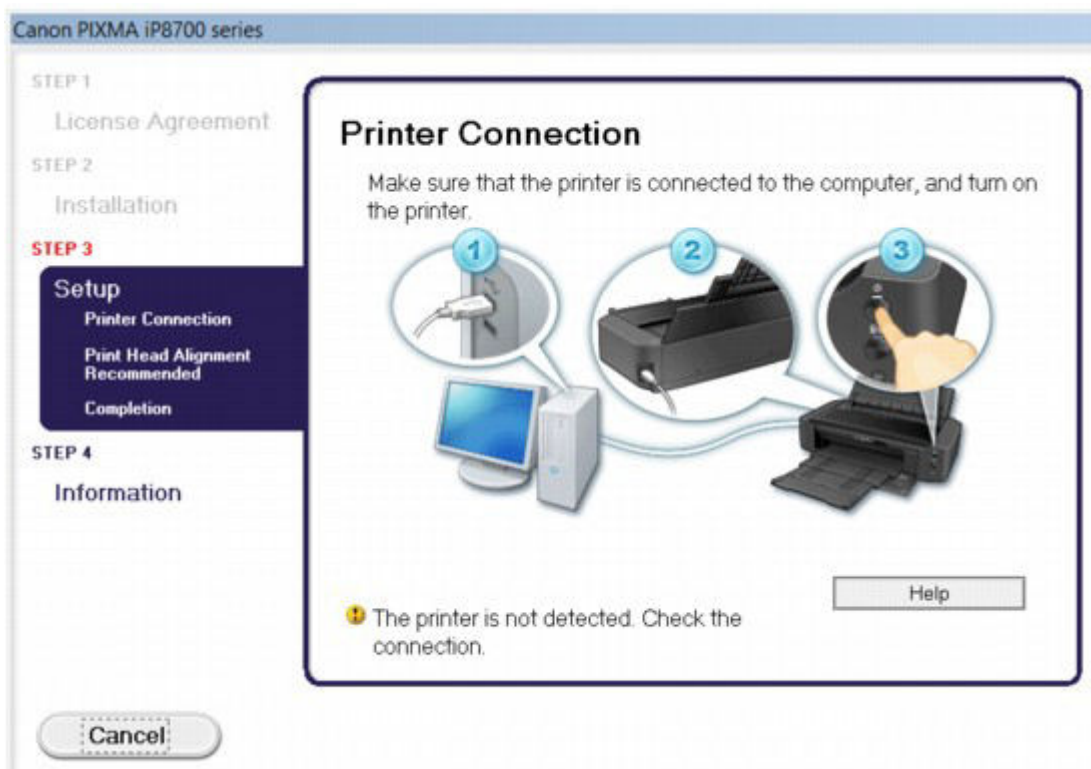 Canon PIXMA iP8700 series
STEP 1
License Agreement
STEP 2
Installation
STEP 3
Setup
Printer Connection
Print Head Alignment
Recommended
Completion
STEP 4
Information
Printer Connection
Make sure that the printer is connected to the computer, and turn on
the printer.
1
2
3
The printer is not detected. Check the
connection.
Help
Cancel